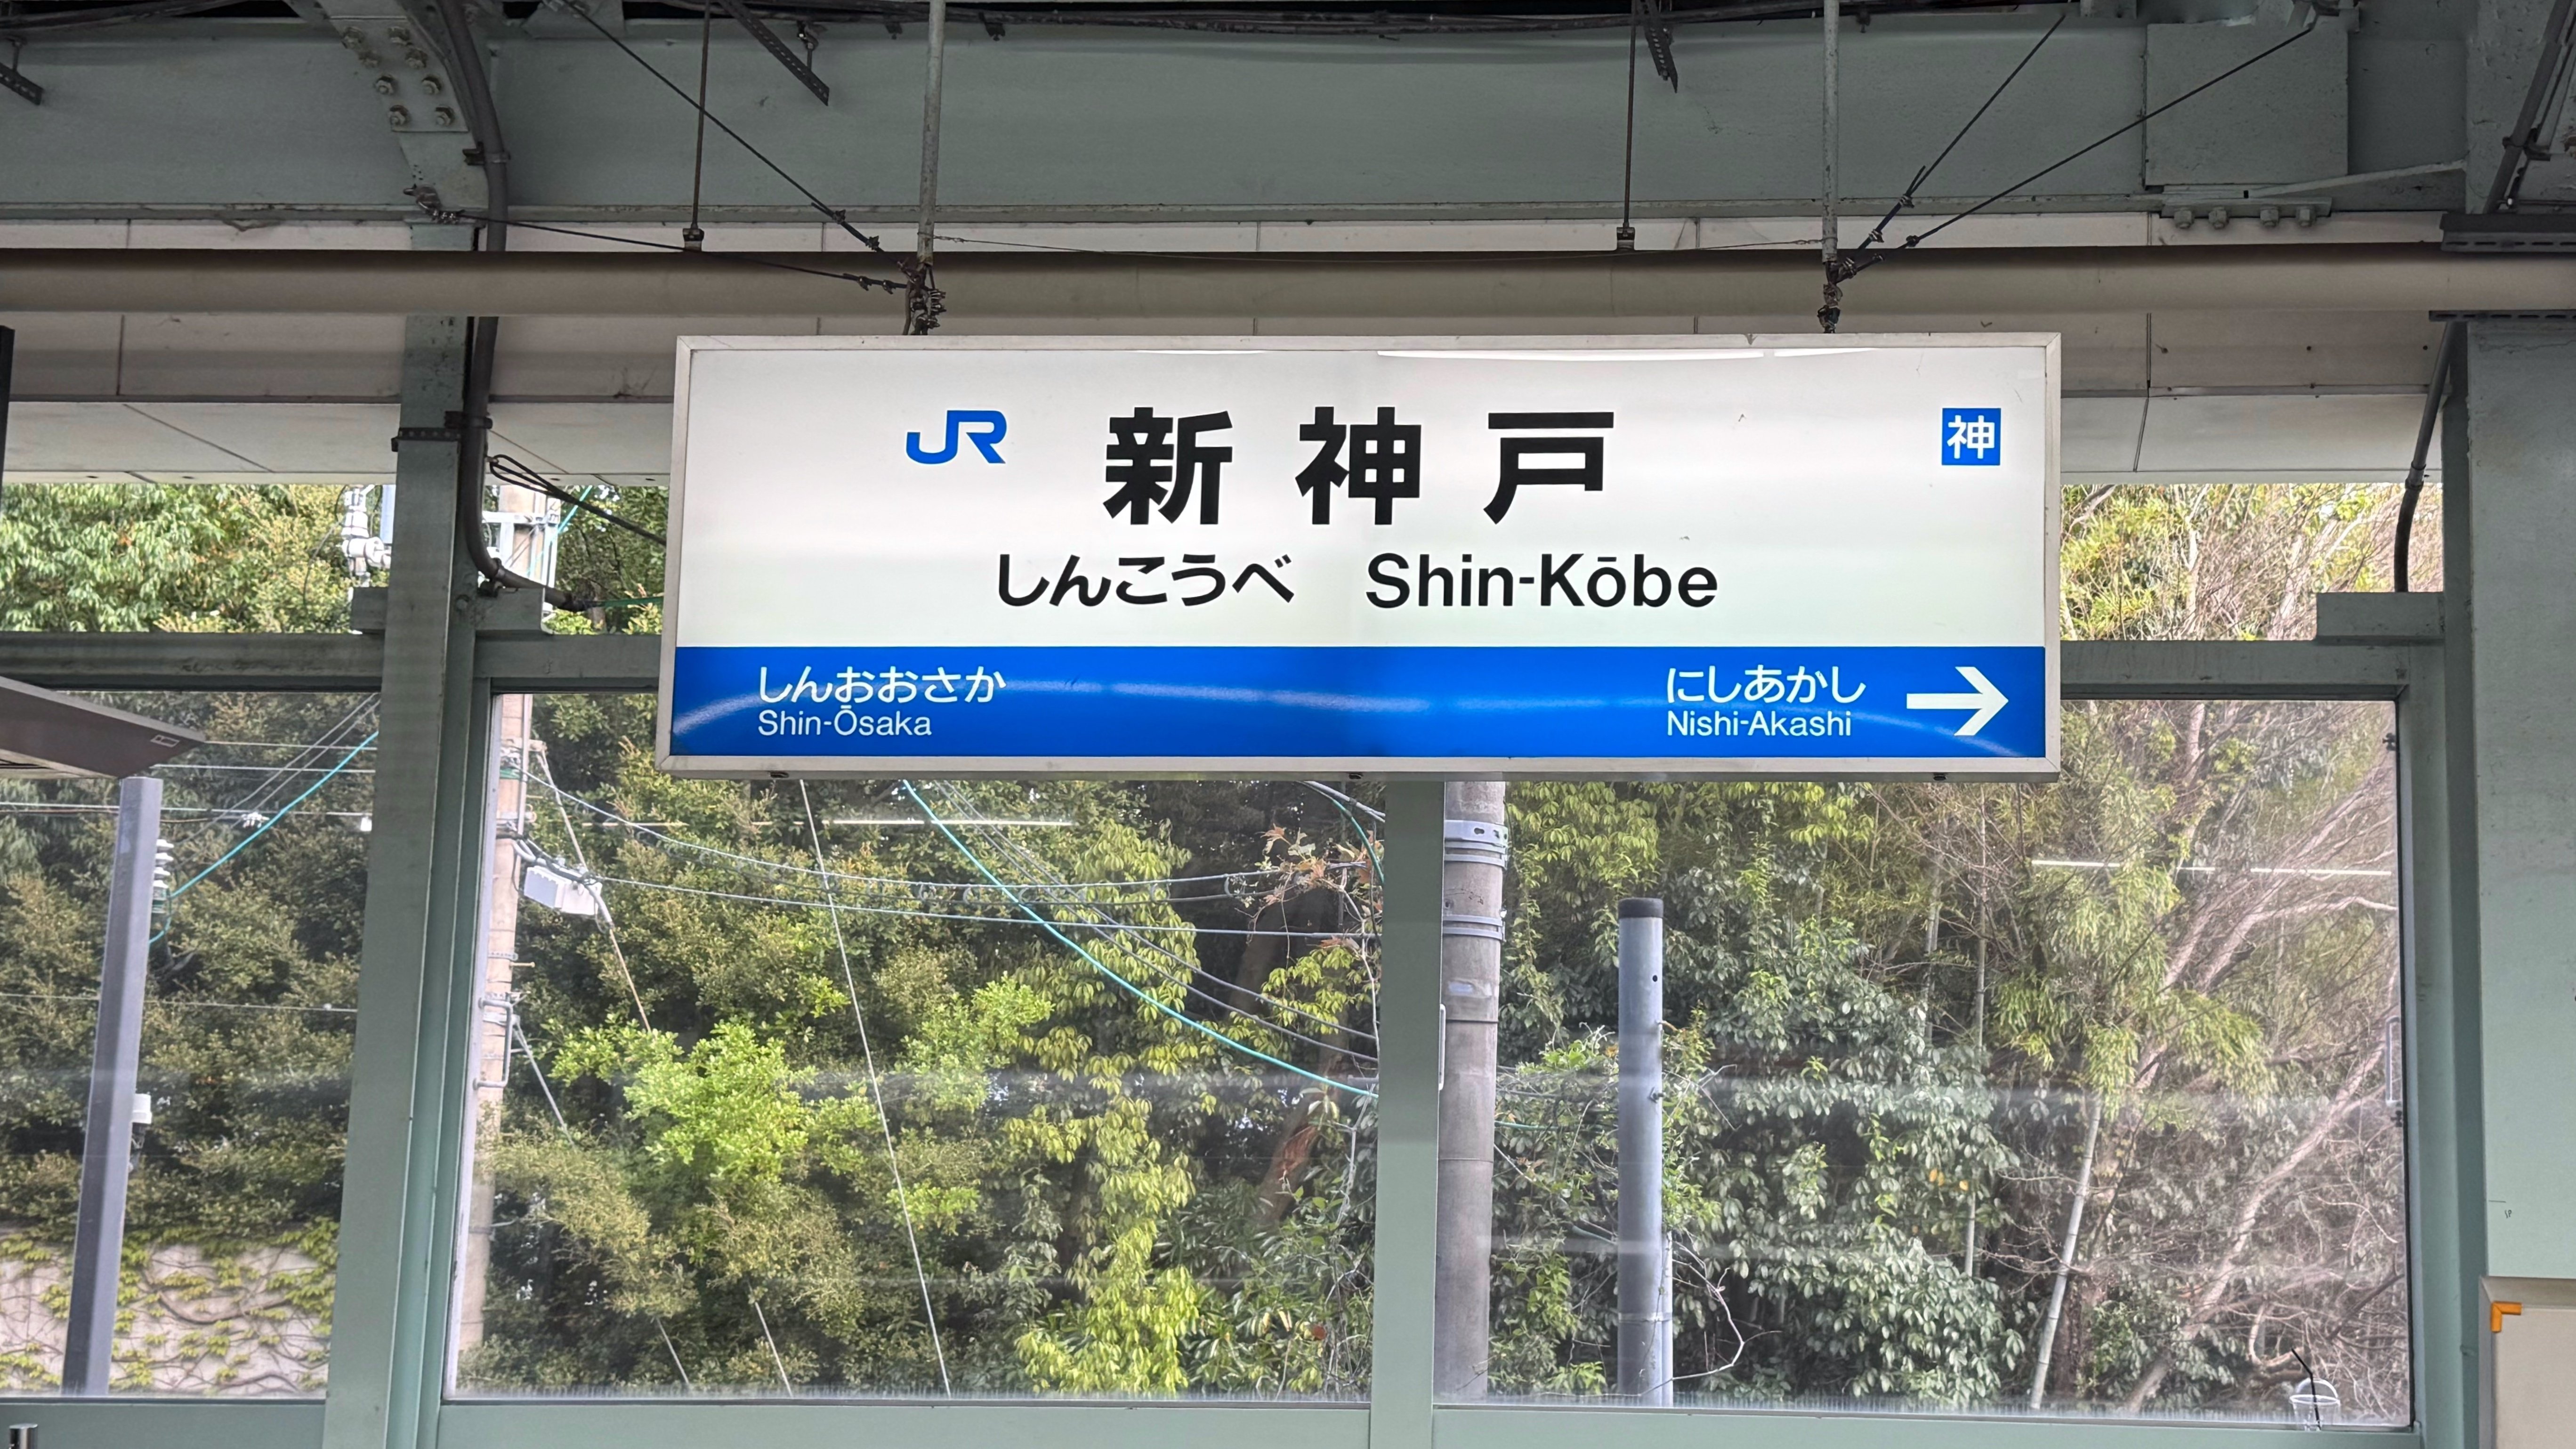 JR 新神戸 神
しんこうべ Shin-Kōbe
しんおおさか にしあかし →
Shin-Ōsaka Nishi-Akashi